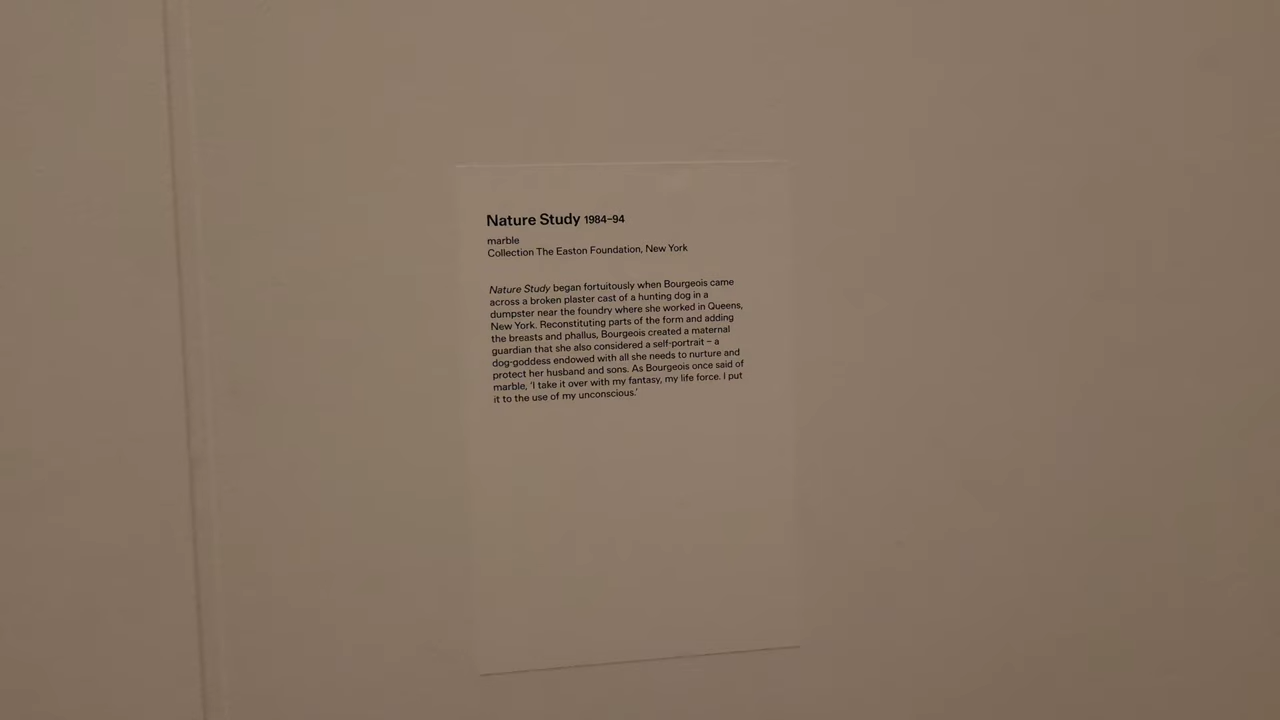 Nature Study 1984–94
marble
Collection The Easton Foundation, New York
Nature Study began fortuitously when Bourgeois came
across a broken plaster cast of a hunting dog in a
dumpster near the foundry where she worked in Queens,
New York. Reconstituting parts of the form and adding
the breasts and phallus, Bourgeois created a maternal
guardian that she also considered a self-portrait – a
dog-goddess endowed with all she needs to nurture and
protect her husband and sons. As Bourgeois once said of
marble, ‘I take it over with my fantasy, my life force. I put
it to the use of my unconscious.’